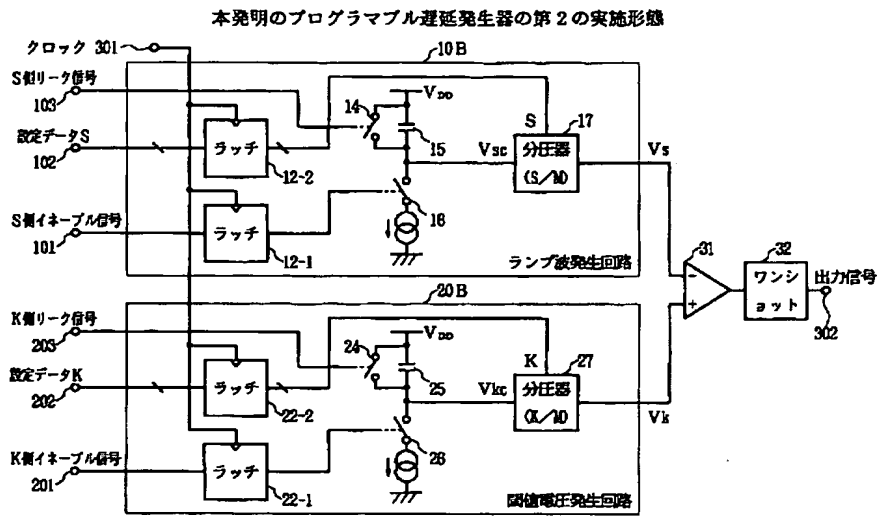 本発明のプログラマブル遅延発生器の第2の実施形態
クロック 301
10B
S側リーク信号
103
設定データS
102
ラッチ
12-2
S側イネーブル信号
101
ラッチ
12-1
14
VDD
15
16
Vsc
S
17
分圧器
(S/M)
Vs
ランプ波発生回路
20B
K側リーク信号
203
設定データK
202
ラッチ
22-2
K側イネーブル信号
201
ラッチ
22-1
24
VDD
25
26
Vkc
K
27
分圧器
(K/M)
Vk
閾値電圧発生回路
31
−
+
32
ワンシ
ョット
出力信号
302